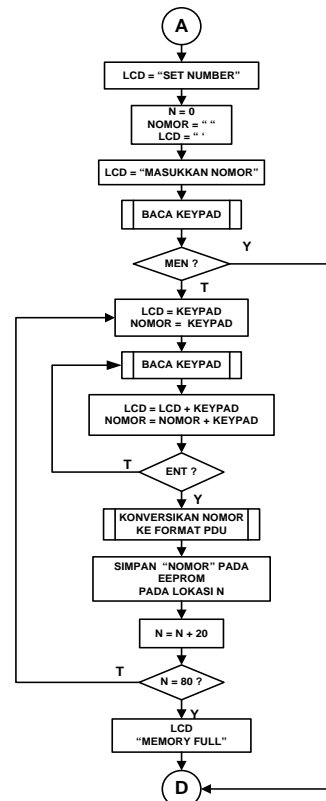 A
LCD = “SET NUMBER”
N = 0
NOMOR = “ “
LCD = “ ‘
LCD = “MASUKKAN NOMOR”
BACA KEYPAD
Y
MEN ?
T
LCD = KEYPAD
NOMOR = KEYPAD
BACA KEYPAD
LCD = LCD + KEYPAD
NOMOR = NOMOR + KEYPAD
T
ENT ?
Y
KONVERSIKAN NOMOR
KE FORMAT PDU
SIMPAN “NOMOR” PADA
EEPROM
PADA LOKASI N
N = N + 20
T
N = 80 ?
Y
LCD
“MEMORY FULL”
D